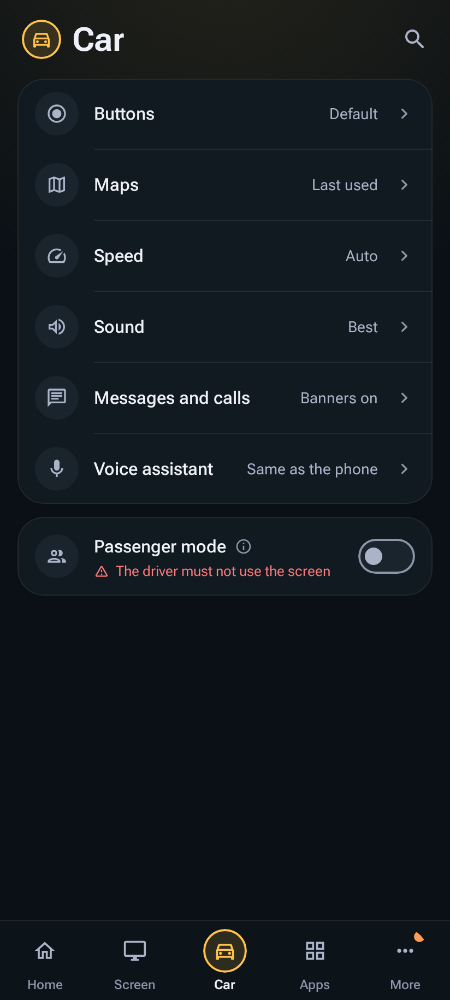 Car
Buttons Default
Maps Last used
Speed Auto
Sound Best
Messages and calls Banners on
Voice assistant Same as the phone
Passenger mode
The driver must not use the screen
Home Screen Car Apps More